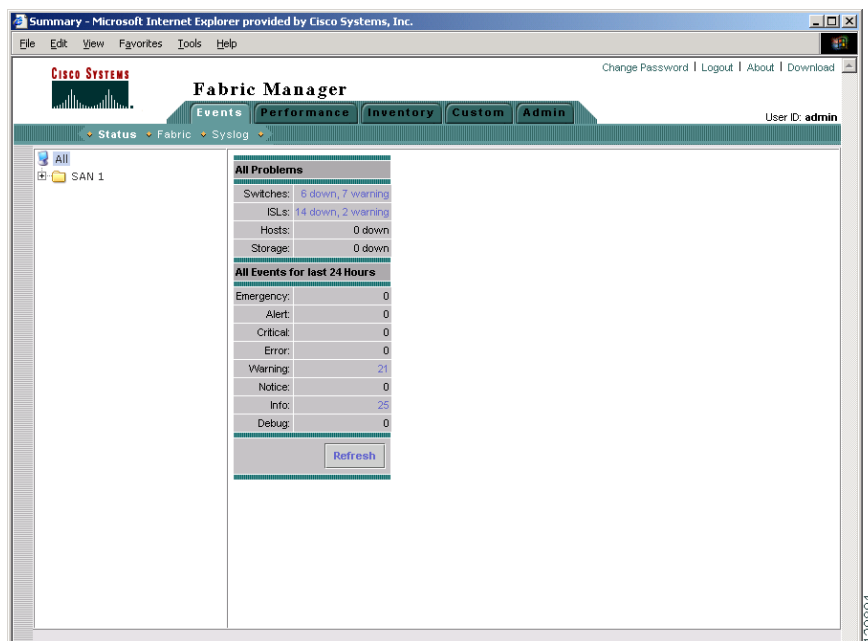 Summary - Microsoft Internet Explorer provided by Cisco Systems, Inc.
File Edit View Favorites Tools Help
Change Password | Logout | About | Download
CISCO SYSTEMS
Fabric Manager
Events Performance Inventory Custom Admin
User ID: admin
Status Fabric Syslog
All
SAN 1
All Problems
Switches: 6 down, 7 warning
ISLs: 14 down, 2 warning
Hosts: 0 down
Storage: 0 down
All Events for last 24 Hours
Emergency: 0
Alert: 0
Critical: 0
Error: 0
Warning: 21
Notice: 0
Info: 25
Debug: 0
Refresh